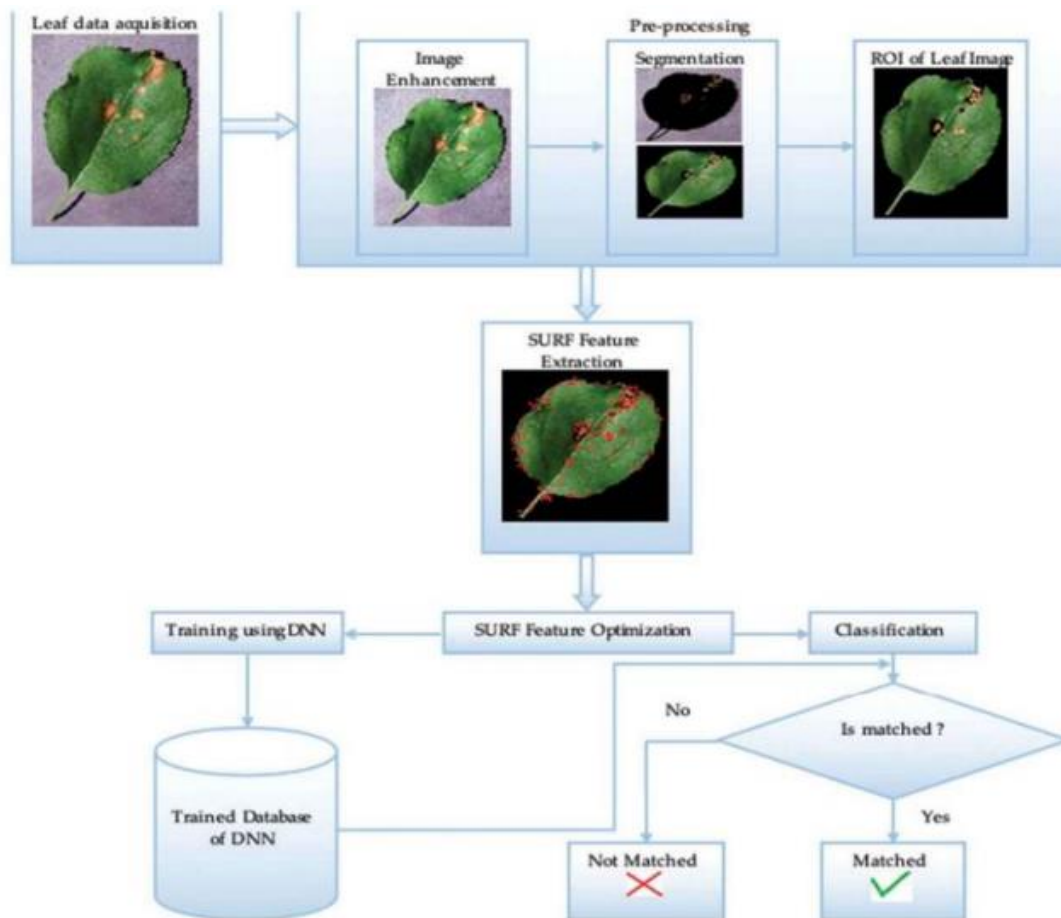 Leaf data acquisition
Pre-processing
Image
Enhancement
Segmentation
ROI of Leaf Image
SURF Feature
Extraction
Training using DNN
SURF Feature Optimization
Classification
No
Is matched ?
Trained Database
of DNN
Yes
Not Matched
Matched